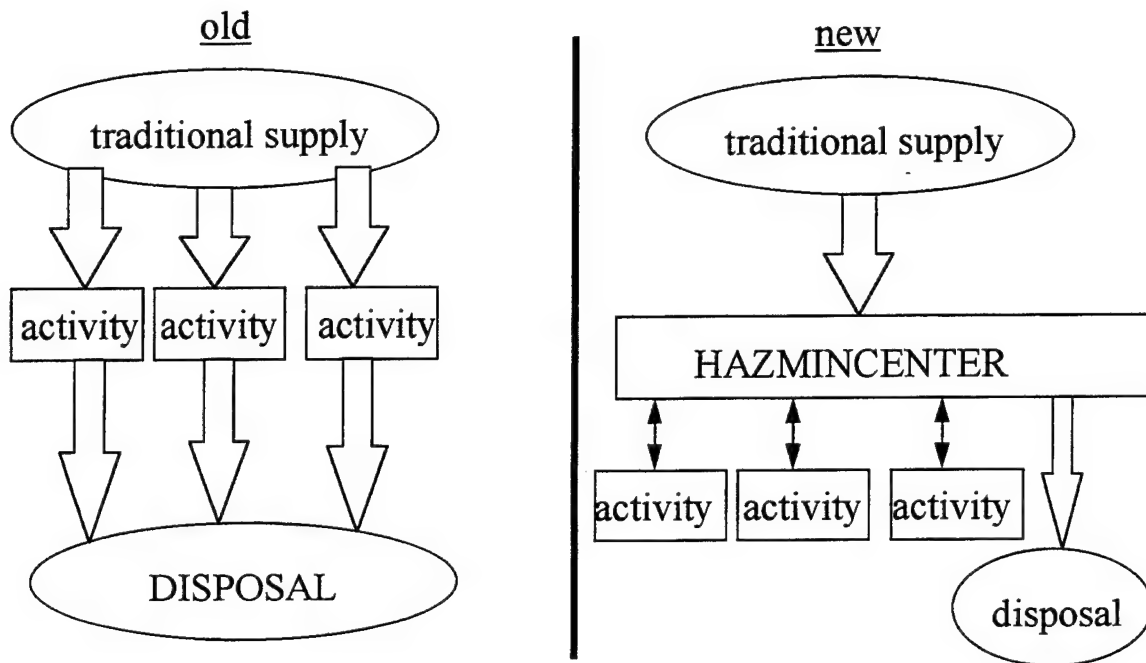 old
traditional supply
activity
activity
activity
DISPOSAL
new
traditional supply
HAZMINCENTER
activity
activity
activity
disposal